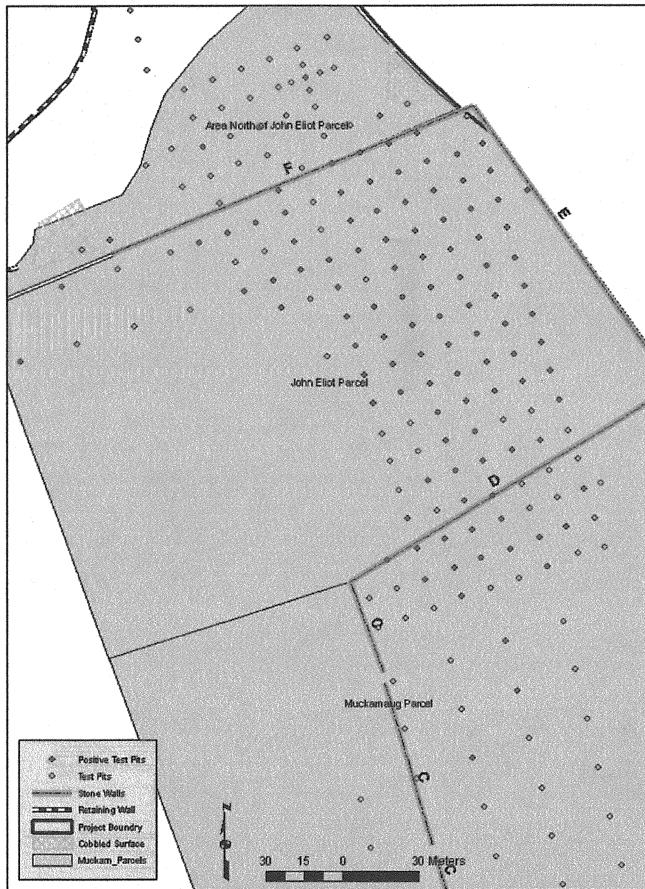 Area North of John Eliot Parcel
F
E
John Eliot Parcel
D
C
Muckamaug Parcel
C
C
Positive Test Pits
Test Pits
Stone Walls
Retaining Wall
Project Boundry
Cobbled Surface
Muckam_Parcels
N
30 15 0 30 Meters